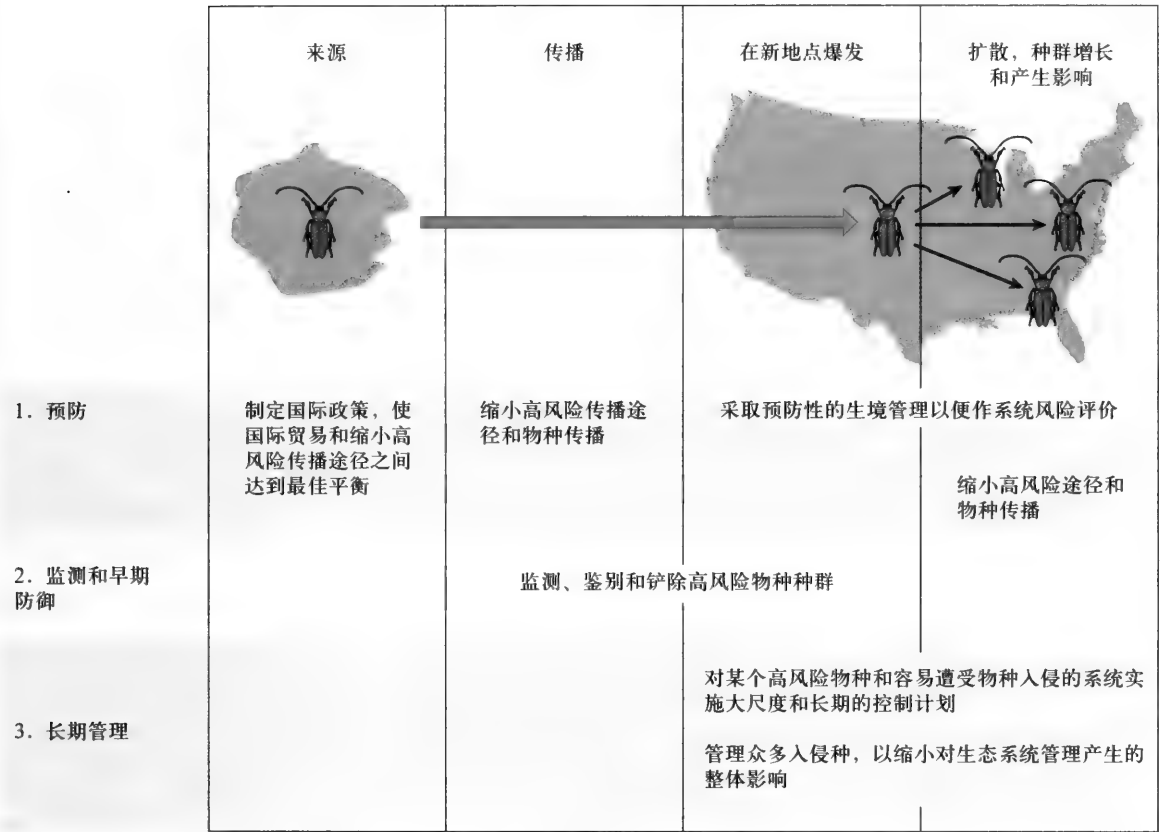 来源
传播
在新地点爆发
扩散，种群增长
和产生影响
1. 预防
制定国际政策，使
国际贸易和缩小高
风险传播途径之间
达到最佳平衡
缩小高风险传播途
径和物种传播
采取预防性的生境管理以便作系统风险评价
缩小高风险途径和
物种传播
2. 监测和早期
防御
监测、鉴别和铲除高风险物种种群
3. 长期管理
对某个高风险物种和容易遭受物种入侵的系统实
施大尺度和长期的控制计划
管理众多入侵种，以缩小对生态系统管理产生的
整体影响